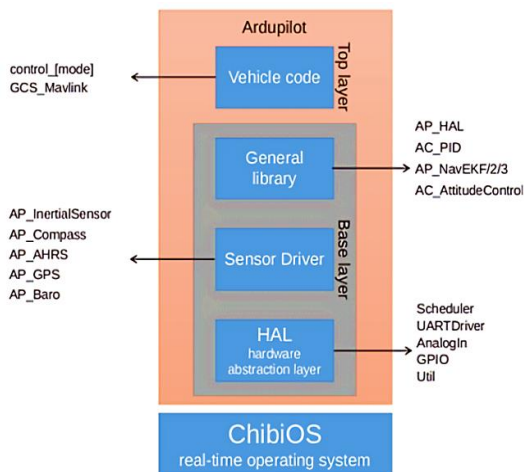 Ardupilot
control_[mode]
GCS_Mavlink
Vehicle code
Top layer
General
library
AP_HAL
AC_PID
AP_NavEKF/2/3
AC_AttitudeControl
AP_InertialSensor
AP_Compass
AP_AHRS
AP_GPS
AP_Baro
Sensor Driver
Base layer
HAL
hardware
abstraction layer
Scheduler
UARTDriver
AnalogIn
GPIO
Util
ChibiOS
real-time operating system